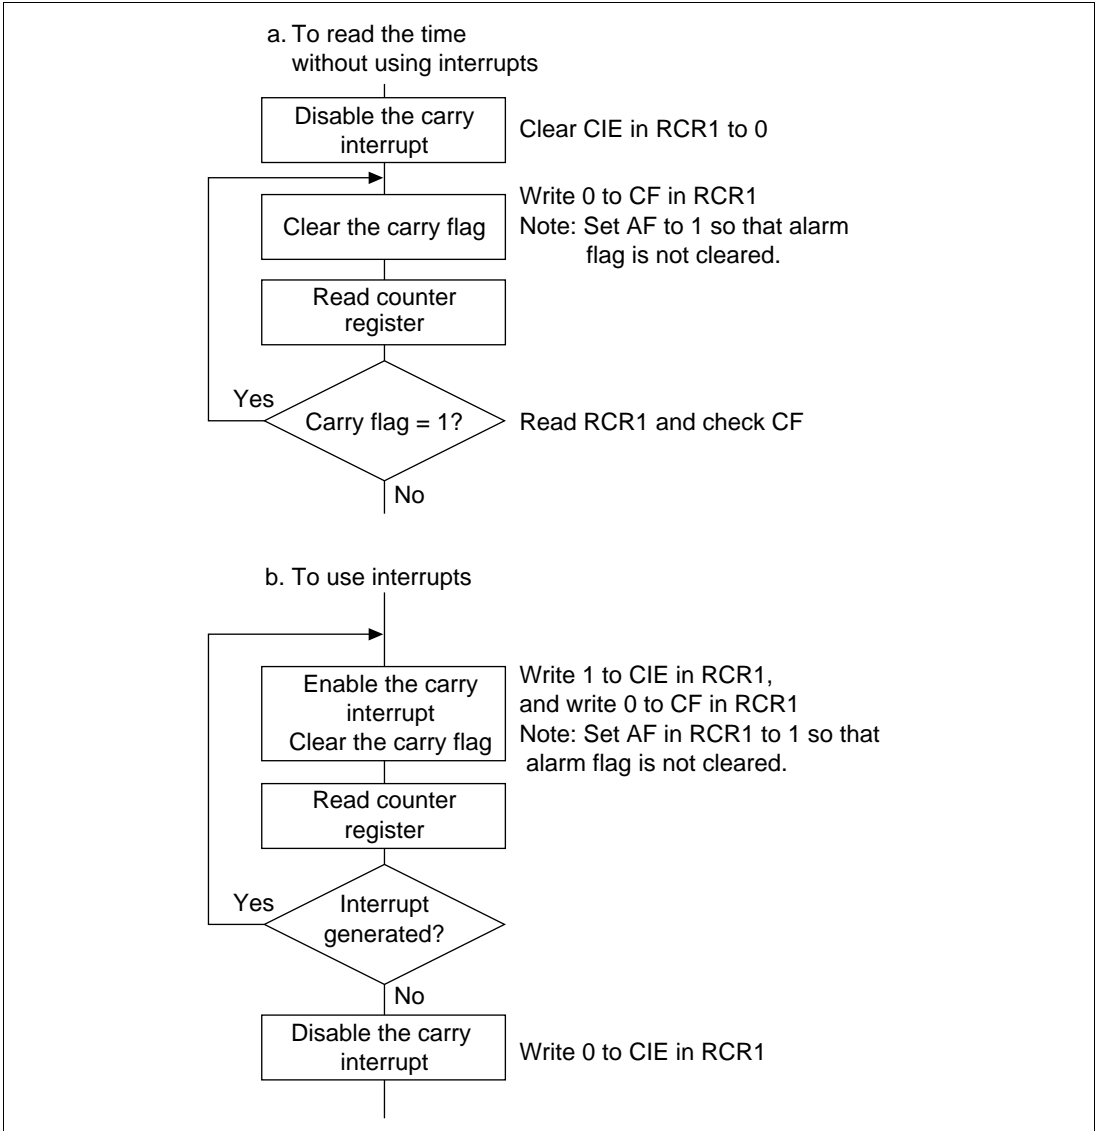 a. To read the time
without using interrupts
Disable the carry
interrupt
Clear CIE in RCR1 to 0
Clear the carry flag
Write 0 to CF in RCR1
Note: Set AF to 1 so that alarm
flag is not cleared.
Read counter
register
Yes
Carry flag = 1?
Read RCR1 and check CF
No
b. To use interrupts
Enable the carry
interrupt
Clear the carry flag
Write 1 to CIE in RCR1,
and write 0 to CF in RCR1
Note: Set AF in RCR1 to 1 so that
alarm flag is not cleared.
Read counter
register
Yes
Interrupt
generated?
No
Disable the carry
interrupt
Write 0 to CIE in RCR1